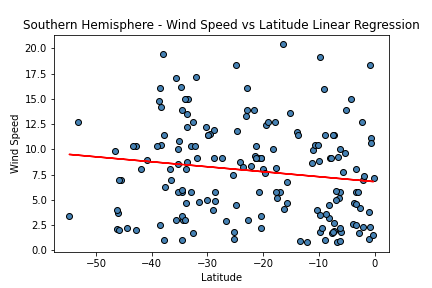 Southern Hemisphere - Wind Speed vs Latitude Linear Regression
20.0
17.5
15.0
12.5
10.0
7.5
5.0
2.5
0.0
Wind Speed
−50 −40 −30 −20 −10 0
Latitude